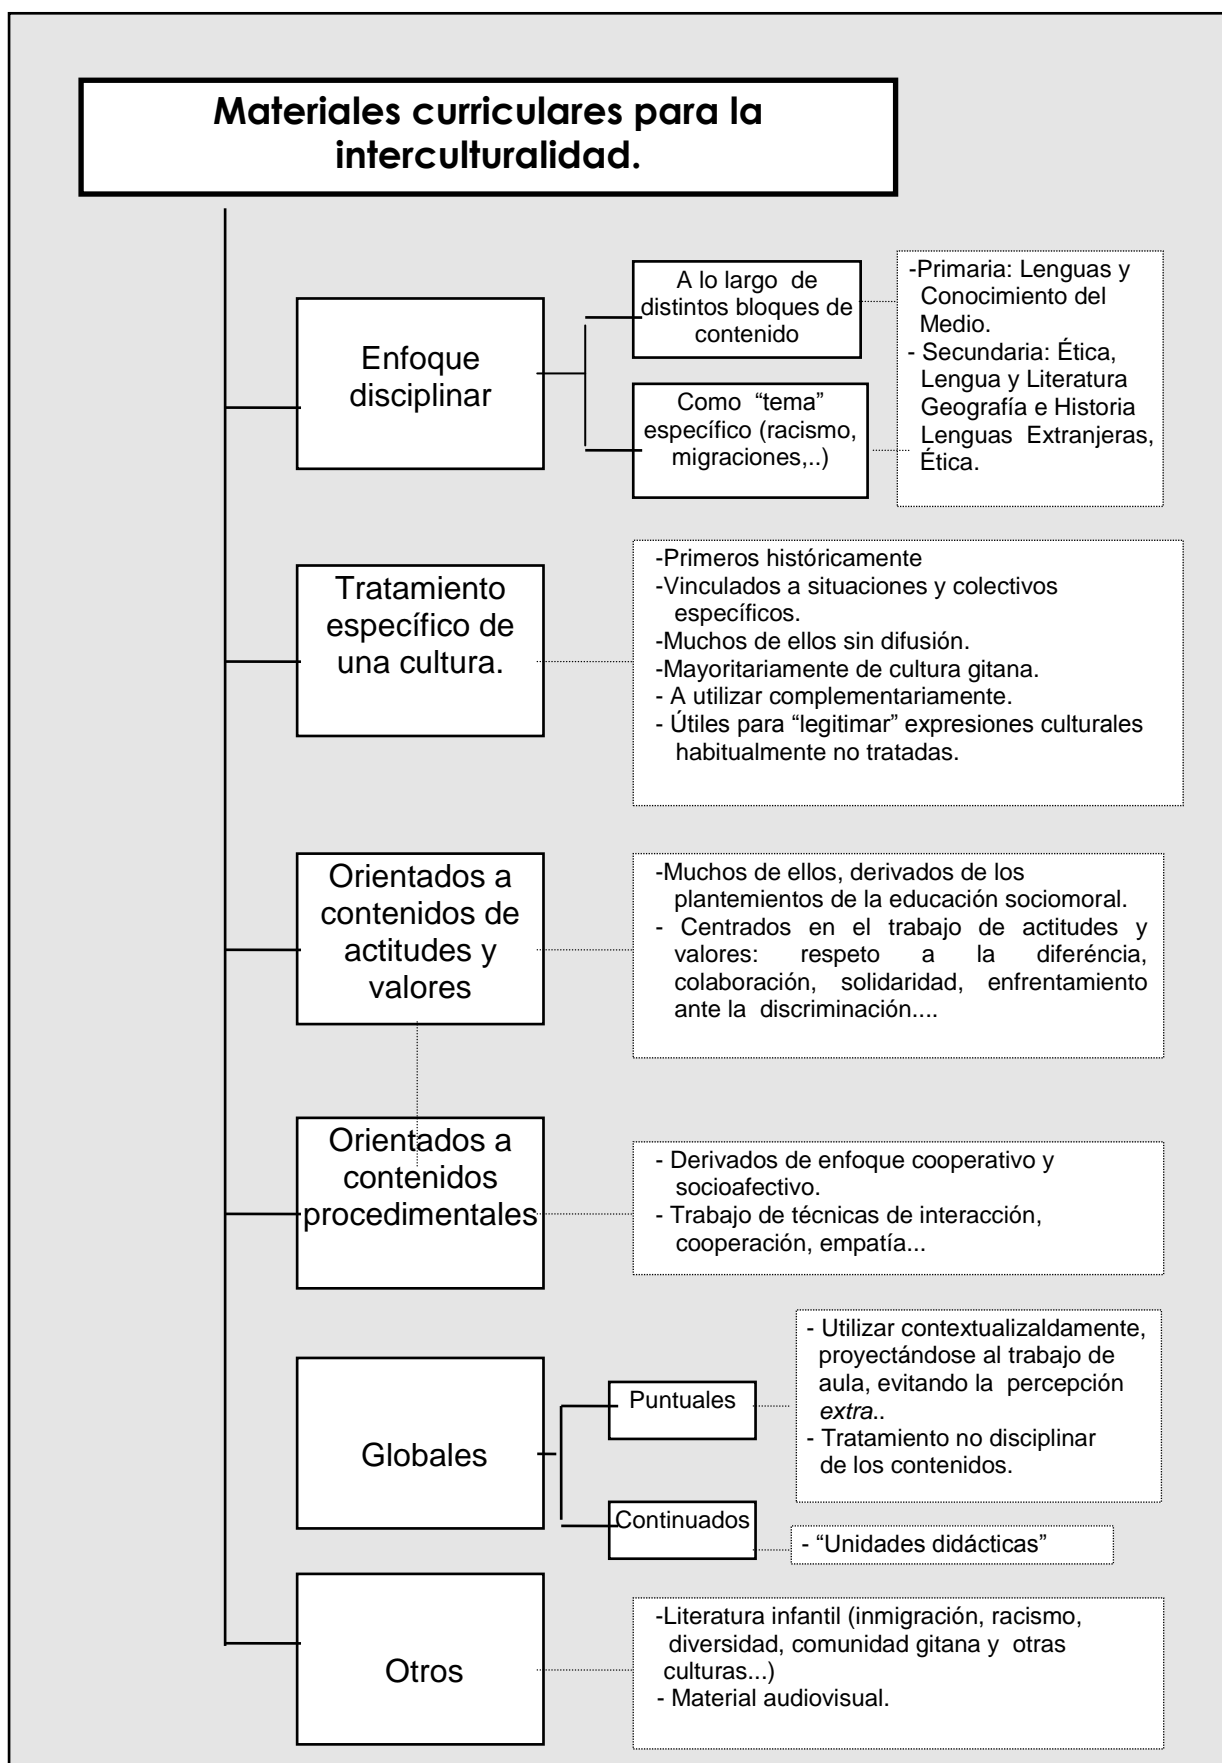 Materiales curriculares para la
interculturalidad.
Enfoque
disciplinar
A lo largo de
distintos bloques de
contenido
Como “tema”
específico (racismo,
migraciones,..)
-Primaria: Lenguas y
Conocimiento del
Medio.
- Secundaria: Ética,
Lengua y Literatura
Geografía e Historia
Lenguas Extranjeras,
Ética.
Tratamiento
específico de
una cultura.
-Primeros históricamente
-Vinculados a situaciones y colectivos
específicos.
-Muchos de ellos sin difusión.
-Mayoritariamente de cultura gitana.
- A utilizar complementariamente.
- Útiles para “legitimar” expresiones culturales
habitualmente no tratadas.
Orientados a
contenidos de
actitudes y
valores
-Muchos de ellos, derivados de los
plantemientos de la educación sociomoral.
- Centrados en el trabajo de actitudes y
valores: respeto a la diferéncia,
colaboración, solidaridad, enfrentamiento
ante la discriminación....
Orientados a
contenidos
procedimentales
- Derivados de enfoque cooperativo y
socioafectivo.
- Trabajo de técnicas de interacción,
cooperación, empatía...
Globales
Puntuales
- Utilizar contextualizaldamente,
proyectándose al trabajo de
aula, evitando la percepción
extra..
- Tratamiento no disciplinar
de los contenidos.
Continuados
- “Unidades didácticas”
Otros
-Literatura infantil (inmigración, racismo,
diversidad, comunidad gitana y otras
culturas...)
- Material audiovisual.